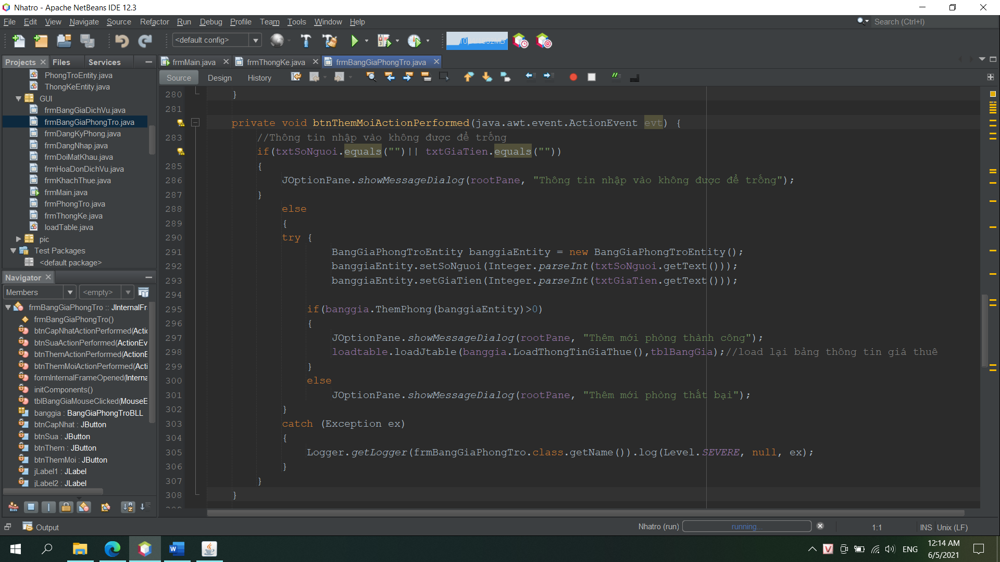 Nhatro - Apache NetBeans IDE 12.3
File Edit View Navigate Source Refactor Run Debug Profile Team Tools Window Help
Search (Ctrl+I)
<default config>
Projects Files Services
frmMain.java frmThongKe.java frmBangGiaPhongTro.java
Source Design History
PhongTroEntity.java
ThongKeEntity.java
GUI
frmBangGiaDichVu.java
frmBangGiaPhongTro.java
frmDangKyPhong.java
frmDangNhap.java
frmDoiMatKhau.java
frmHoaDonDichVu.java
frmKhachThue.java
frmMain.java
frmPhongTro.java
frmThongKe.java
loadTable.java
pic
Test Packages
<default package>
Navigator
Members <empty>
frmBangGiaPhongTro :: JInternalFr
frmBangGiaPhongTro()
btnCapNhatActionPerformed(Actic
btnSuaActionPerformed(ActionEv
btnThemActionPerformed(ActionE
btnThemMoiActionPerformed(Acti
formInternalFrameOpened(Interna
initComponents()
tblBangGiaMouseClicked(MouseE
banggia : BangGiaPhongTroBLL
btnCapNhat : JButton
btnSua : JButton
btnThem : JButton
btnThemMoi : JButton
jLabel1 : JLabel
jLabel2 : JLabel
280 }
281
private void btnThemMoiActionPerformed(java.awt.event.ActionEvent evt) {
283 //Thông tin nhập vào không được để trống
if(txtSoNguoi.equals("")|| txtGiaTien.equals(""))
285 {
286 JOptionPane.showMessageDialog(rootPane, "Thông tin nhập vào không được để trống");
287 }
288 else
289 {
290 try {
291 BangGiaPhongTroEntity banggiaEntity = new BangGiaPhongTroEntity();
292 banggiaEntity.setSoNguoi(Integer.parseInt(txtSoNguoi.getText()));
293 banggiaEntity.setGiaTien(Integer.parseInt(txtGiaTien.getText()));
294
295 if(banggia.ThemPhong(banggiaEntity)>0)
296 {
297 JOptionPane.showMessageDialog(rootPane, "Thêm mới phòng thành công");
298 loadtable.loadJtable(banggia.LoadThongTinGiaThue(),tblBangGia);//load lại bảng thông tin giá thuê
299 }
300 else
301 JOptionPane.showMessageDialog(rootPane, "Thêm mới phòng thất bại");
302 }
303 catch (Exception ex)
304 {
305 Logger.getLogger(frmBangGiaPhongTro.class.getName()).log(Level.SEVERE, null, ex);
306 }
307 }
308 }
Output
Nhatro (run) running...
1:1 INS Unix (LF)
ENG
12:14 AM
6/5/2021